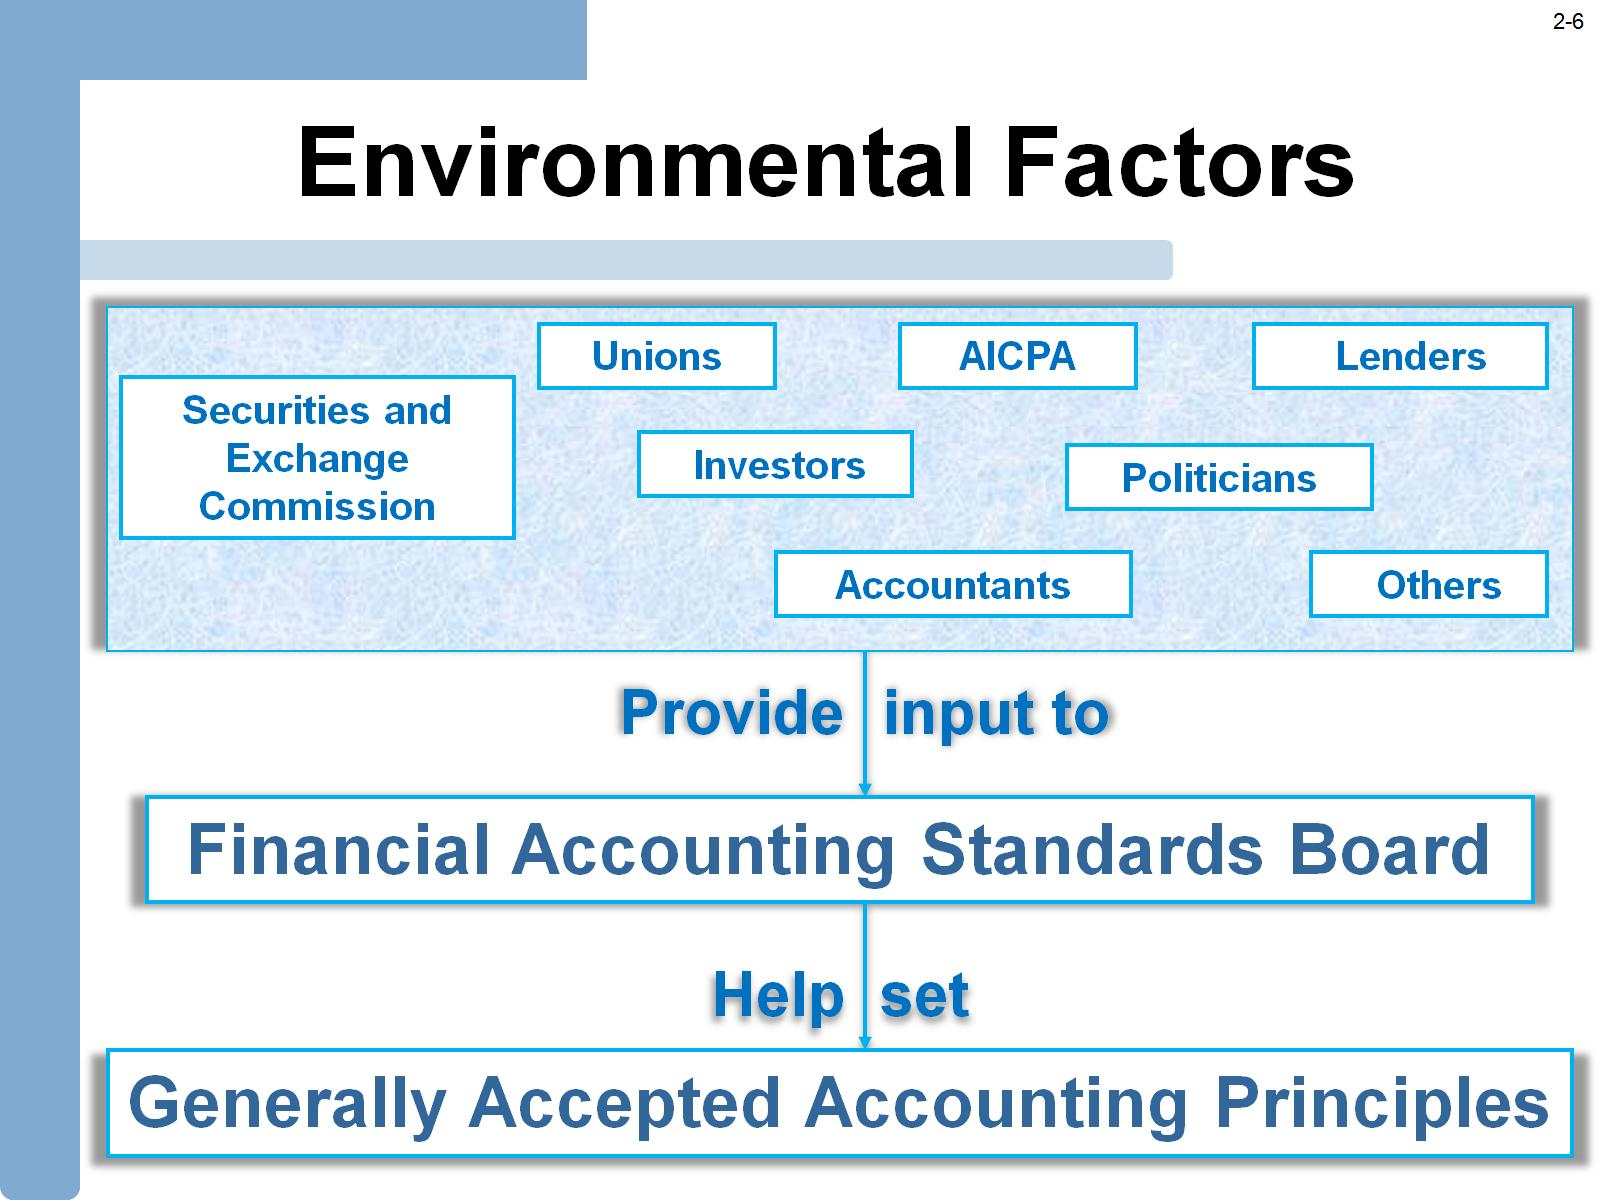 2-6
Environmental Factors
Unions
AICPA
Lenders
Securities and
Exchange
Commission
Investors
Politicians
Accountants
Others
Provide input to
Financial Accounting Standards Board
Help set
Generally Accepted Accounting Principles